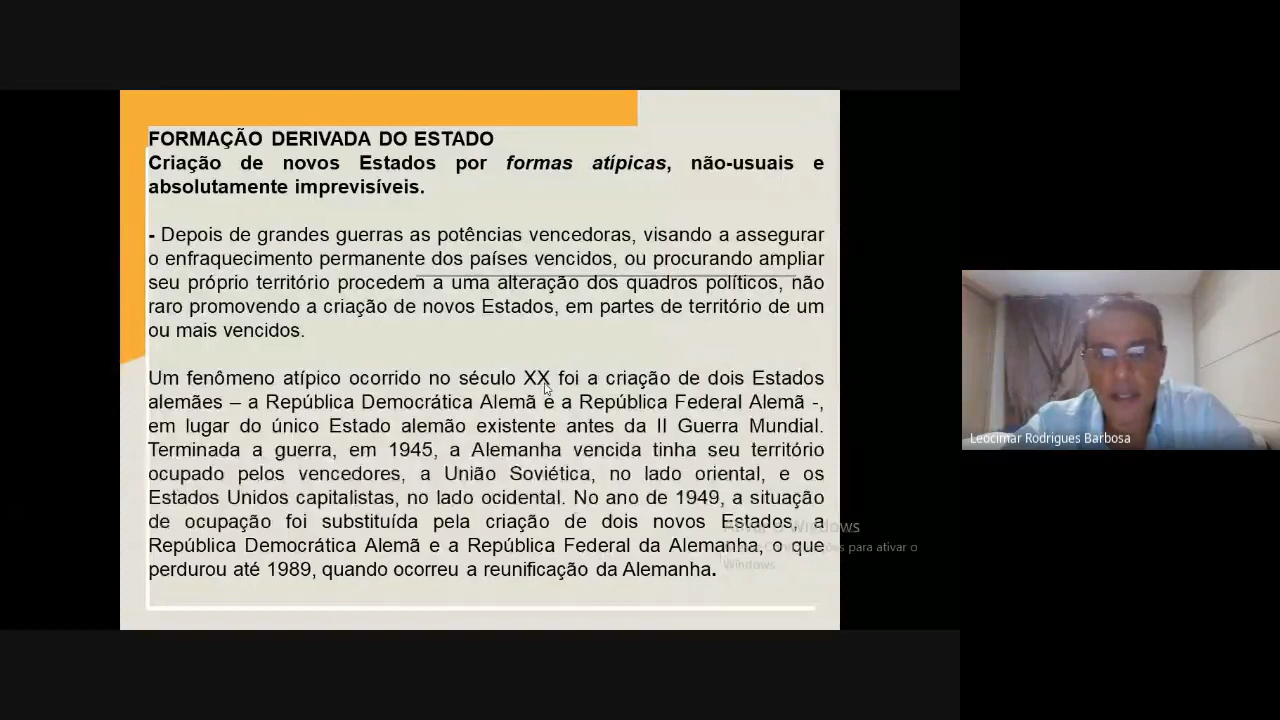 FORMAÇÃO DERIVADA DO ESTADO
Criação de novos Estados por formas atípicas, não-usuais e
absolutamente imprevisíveis.
- Depois de grandes guerras as potências vencedoras, visando a assegurar
o enfraquecimento permanente dos países vencidos, ou procurando ampliar
seu próprio território procedem a uma alteração dos quadros políticos, não
raro promovendo a criação de novos Estados, em partes de território de um
ou mais vencidos.
Um fenômeno atípico ocorrido no século XX foi a criação de dois Estados
alemães – a República Democrática Alemã e a República Federal Alemã -,
em lugar do único Estado alemão existente antes da II Guerra Mundial.
Terminada a guerra, em 1945, a Alemanha vencida tinha seu território
ocupado pelos vencedores, a União Soviética, no lado oriental, e os
Estados Unidos capitalistas, no lado ocidental. No ano de 1949, a situação
de ocupação foi substituída pela criação de dois novos Estados, a
República Democrática Alemã e a República Federal da Alemanha, o que
perdurou até 1989, quando ocorreu a reunificação da Alemanha.
Windows
para ativar o
Windows.
Leocimar Rodrigues Barbosa